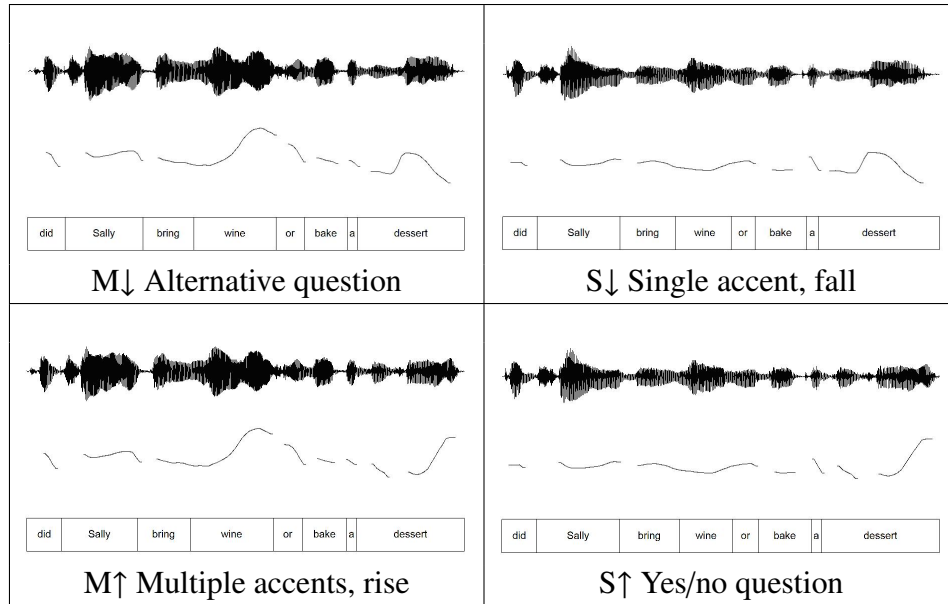 did Sally bring wine or bake a dessert
M↓ Alternative question
did Sally bring wine or bake a dessert
S↓ Single accent, fall
did Sally bring wine or bake a dessert
M↑ Multiple accents, rise
did Sally bring wine or bake a dessert
S↑ Yes/no question